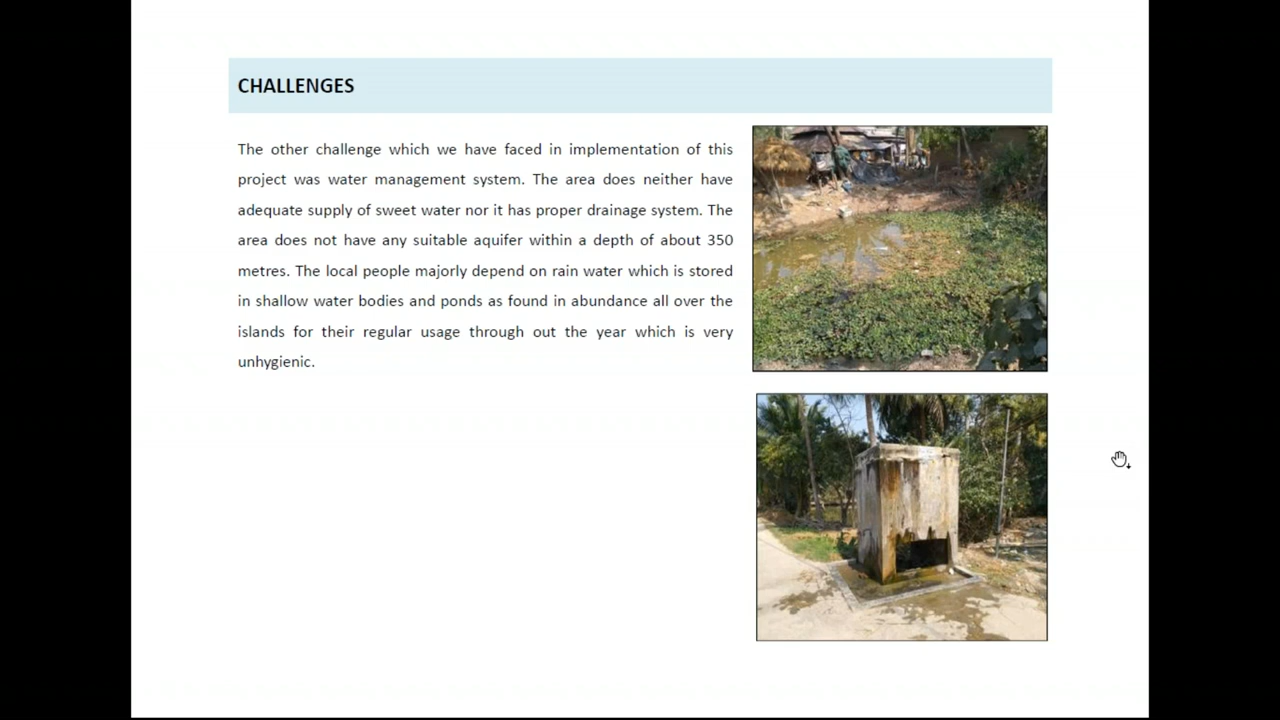 CHALLENGES
The other challenge which we have faced in implementation of this
project was water management system. The area does neither have
adequate supply of sweet water nor it has proper drainage system. The
area does not have any suitable aquifer within a depth of about 350
metres. The local people majorly depend on rain water which is stored
in shallow water bodies and ponds as found in abundance all over the
islands for their regular usage through out the year which is very
unhygienic.